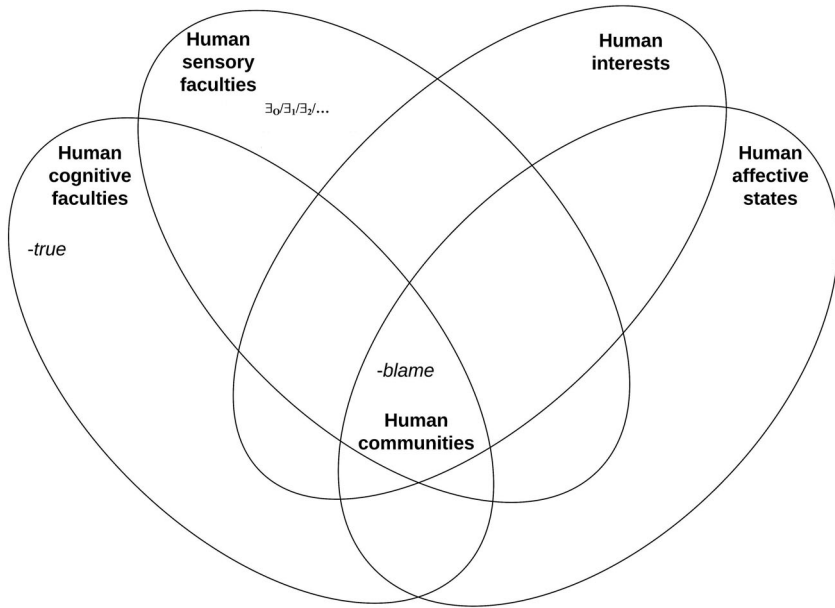 Human
sensory
faculties
∃₀/∃₁/∃₂/...
Human
interests
Human
cognitive
faculties
-true
Human
affective
states
-blame
Human
communities